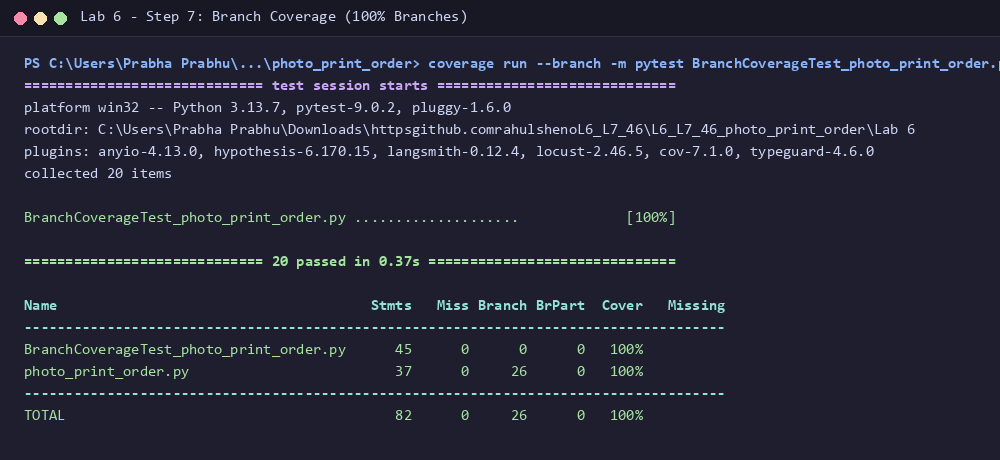 Lab 6 - Step 7: Branch Coverage (100% Branches)
PS C:\Users\Prabha Prabhu\...\photo_print_order> coverage run --branch -m pytest BranchCoverageTest_photo_print_order.p
============================= test session starts =============================
platform win32 -- Python 3.13.7, pytest-9.0.2, pluggy-1.6.0
rootdir: C:\Users\Prabha Prabhu\Downloads\httpsgithub.comrahulshenoL6_L7_46\L6_L7_46_photo_print_order\Lab 6
plugins: anyio-4.13.0, hypothesis-6.170.15, langsmith-0.12.4, locust-2.46.5, cov-7.1.0, typeguard-4.6.0
collected 20 items
BranchCoverageTest_photo_print_order.py .................... [100%]
============================= 20 passed in 0.37s ==============================
Name Stmts Miss Branch BrPart Cover Missing
-------------------------------------------------------------------------------------
BranchCoverageTest_photo_print_order.py 45 0 0 0 100%
photo_print_order.py 37 0 26 0 100%
-------------------------------------------------------------------------------------
TOTAL 82 0 26 0 100%